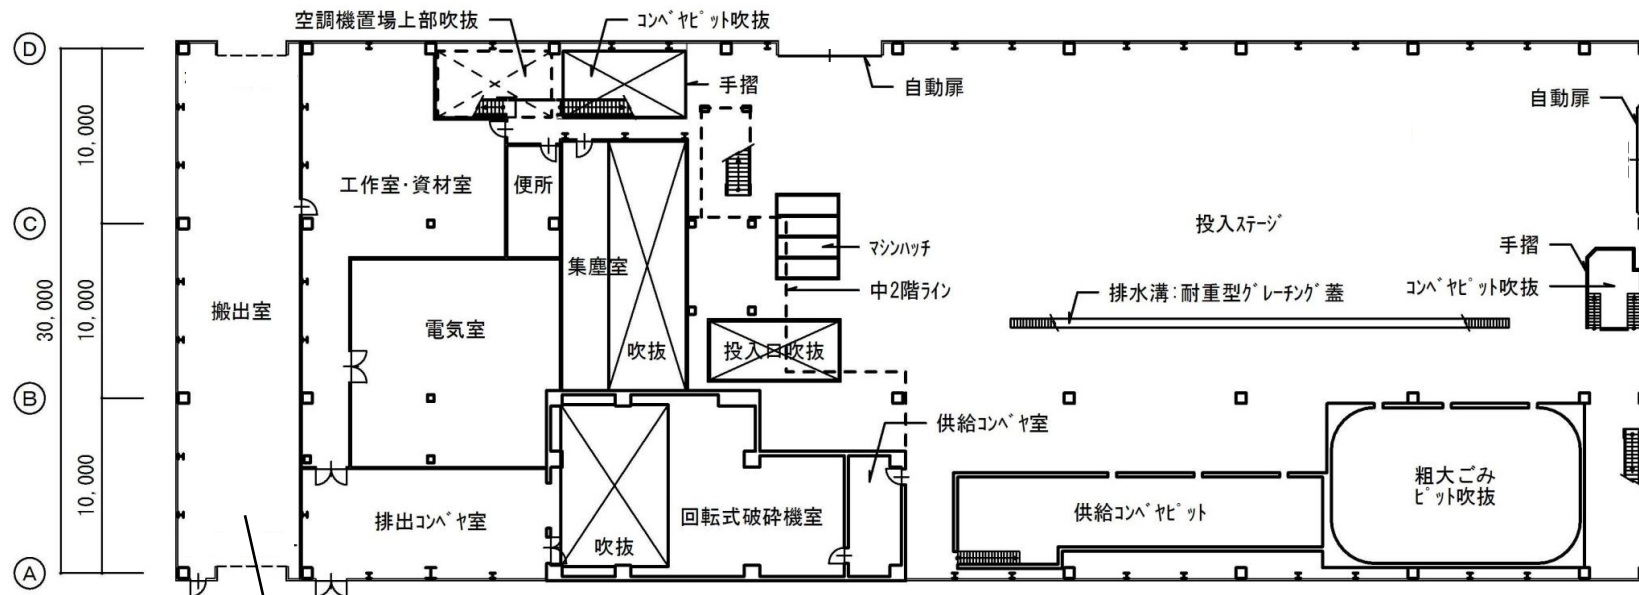 空調機置場上部吹抜
コンベヤピット吹抜
D
手摺
自動扉
自動扉
10,000
工作室・資材室
便所
C
投入ステージ
マシンハッチ
手摺
集塵室
中2階ライン
コンベヤピット吹抜
排水溝:耐重型グレーチング蓋
搬出室
30,000
10,000
電気室
吹抜
投入口吹抜
B
供給コンベヤ室
粗大ごみ
ピット吹抜
10,000
排出コンベヤ室
回転式破砕機室
供給コンベヤピット
吹抜
A